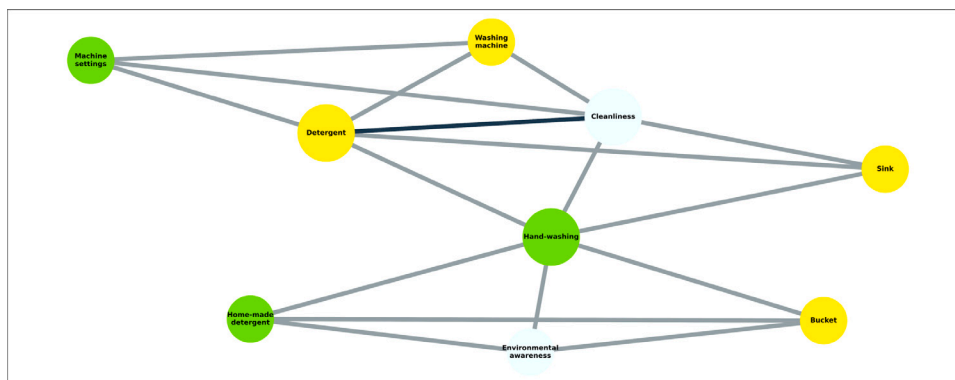 Washing
machine
Machine
settings
Cleanliness
Detergent
Sink
Hand-washing
Home-made
detergent
Bucket
Environmental
awareness